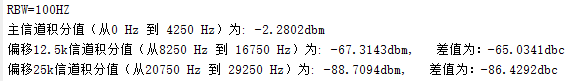 RBW=100HZ
主信道积分值（从0 Hz 到 4250 Hz）为: -2.2802dbm
偏移12.5k信道积分值（从8250 Hz 到 16750 Hz）为: -67.3143dbm, 差值为：-65.0341dbc
偏移25k信道积分值（从20750 Hz 到 29250 Hz）为: -88.7094dbm, 差值为：-86.4292dbc